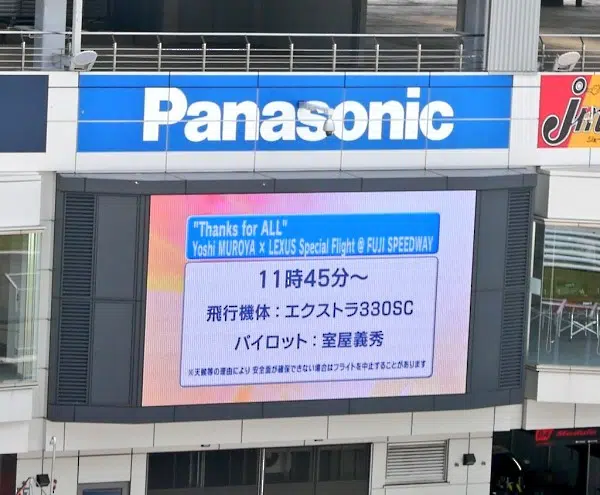 Panasonic
"Thanks for ALL"
Yoshi MUROYA × LEXUS Special Flight @ FUJI SPEEDWAY
11時45分～
飛行機体：エクストラ330SC
パイロット：室屋義秀
※天候等の理由により 安全面が確保できない場合はフライトを中止することがあります